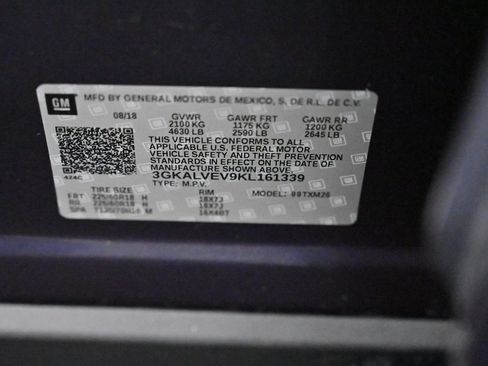 GM
MFD BY GENERAL MOTORS DE MEXICO, S. DE R.L. DE C.V.
08/18 GVWR GAWR FRT GAWR RR
2100 KG 1175 KG 1200 KG
4630 LB 2590 LB 2645 LB
THIS VEHICLE CONFORMS TO ALL
APPLICABLE U.S. FEDERAL MOTOR
VEHICLE SAFETY AND THEFT PREVENTION
STANDARDS IN EFFECT ON THE DATE OF
MANUFACTURE SHOWN ABOVE.
3GKALVEV9KL161339
TYPE: M.P.V. MODEL:
TIRE SIZE RIM
FRT 225/60R18 H 18X7J
RR 225/60R18 H 18X7J
SPA